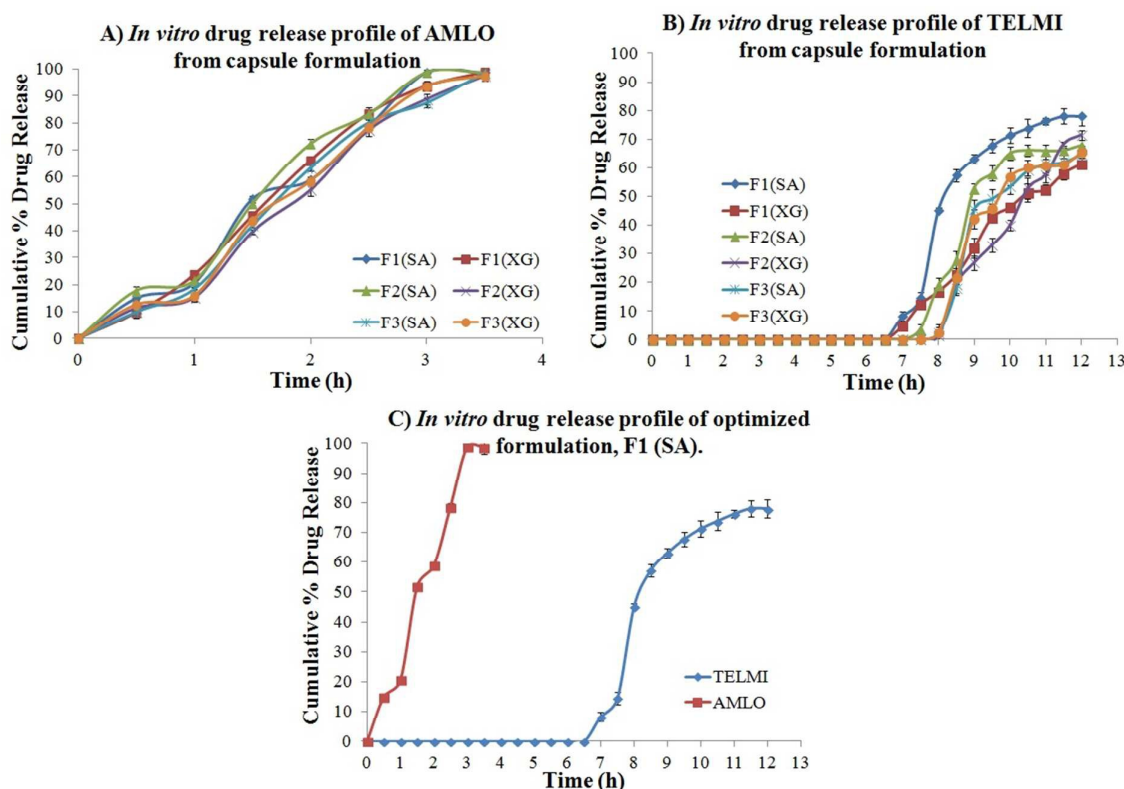 A) In vitro drug release profile of AMLO
from capsule formulation
Cumulative % Drug Release
100
90
80
70
60
50
40
30
20
10
0
F1(SA) F1(XG)
F2(SA) F2(XG)
F3(SA) F3(XG)
0 1 2 3 4
Time (h)
B) In vitro drug release profile of TELMI
from capsule formulation
Cumulative % Drug Release
100
90
80
70
60
50
40
30
20
10
0
F1(SA)
F1(XG)
F2(SA)
F2(XG)
F3(SA)
F3(XG)
0 1 2 3 4 5 6 7 8 9 10 11 12 13
Time (h)
C) In vitro drug release profile of optimized
formulation, F1 (SA).
Cumulative % Drug Release
100
90
80
70
60
50
40
30
20
10
0
TELMI
AMLO
0 1 2 3 4 5 6 7 8 9 10 11 12 13
Time (h)